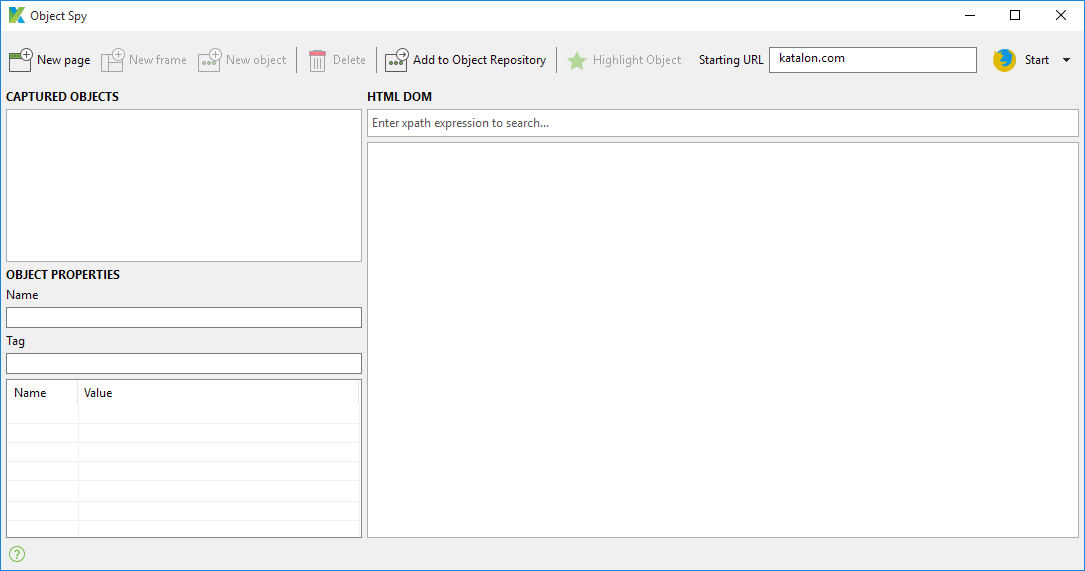 Object Spy
New page New frame New object Delete Add to Object Repository Highlight Object Starting URL katalon.com Start
CAPTURED OBJECTS
HTML DOM
Enter xpath expression to search...
OBJECT PROPERTIES
Name
Tag
Name Value
?